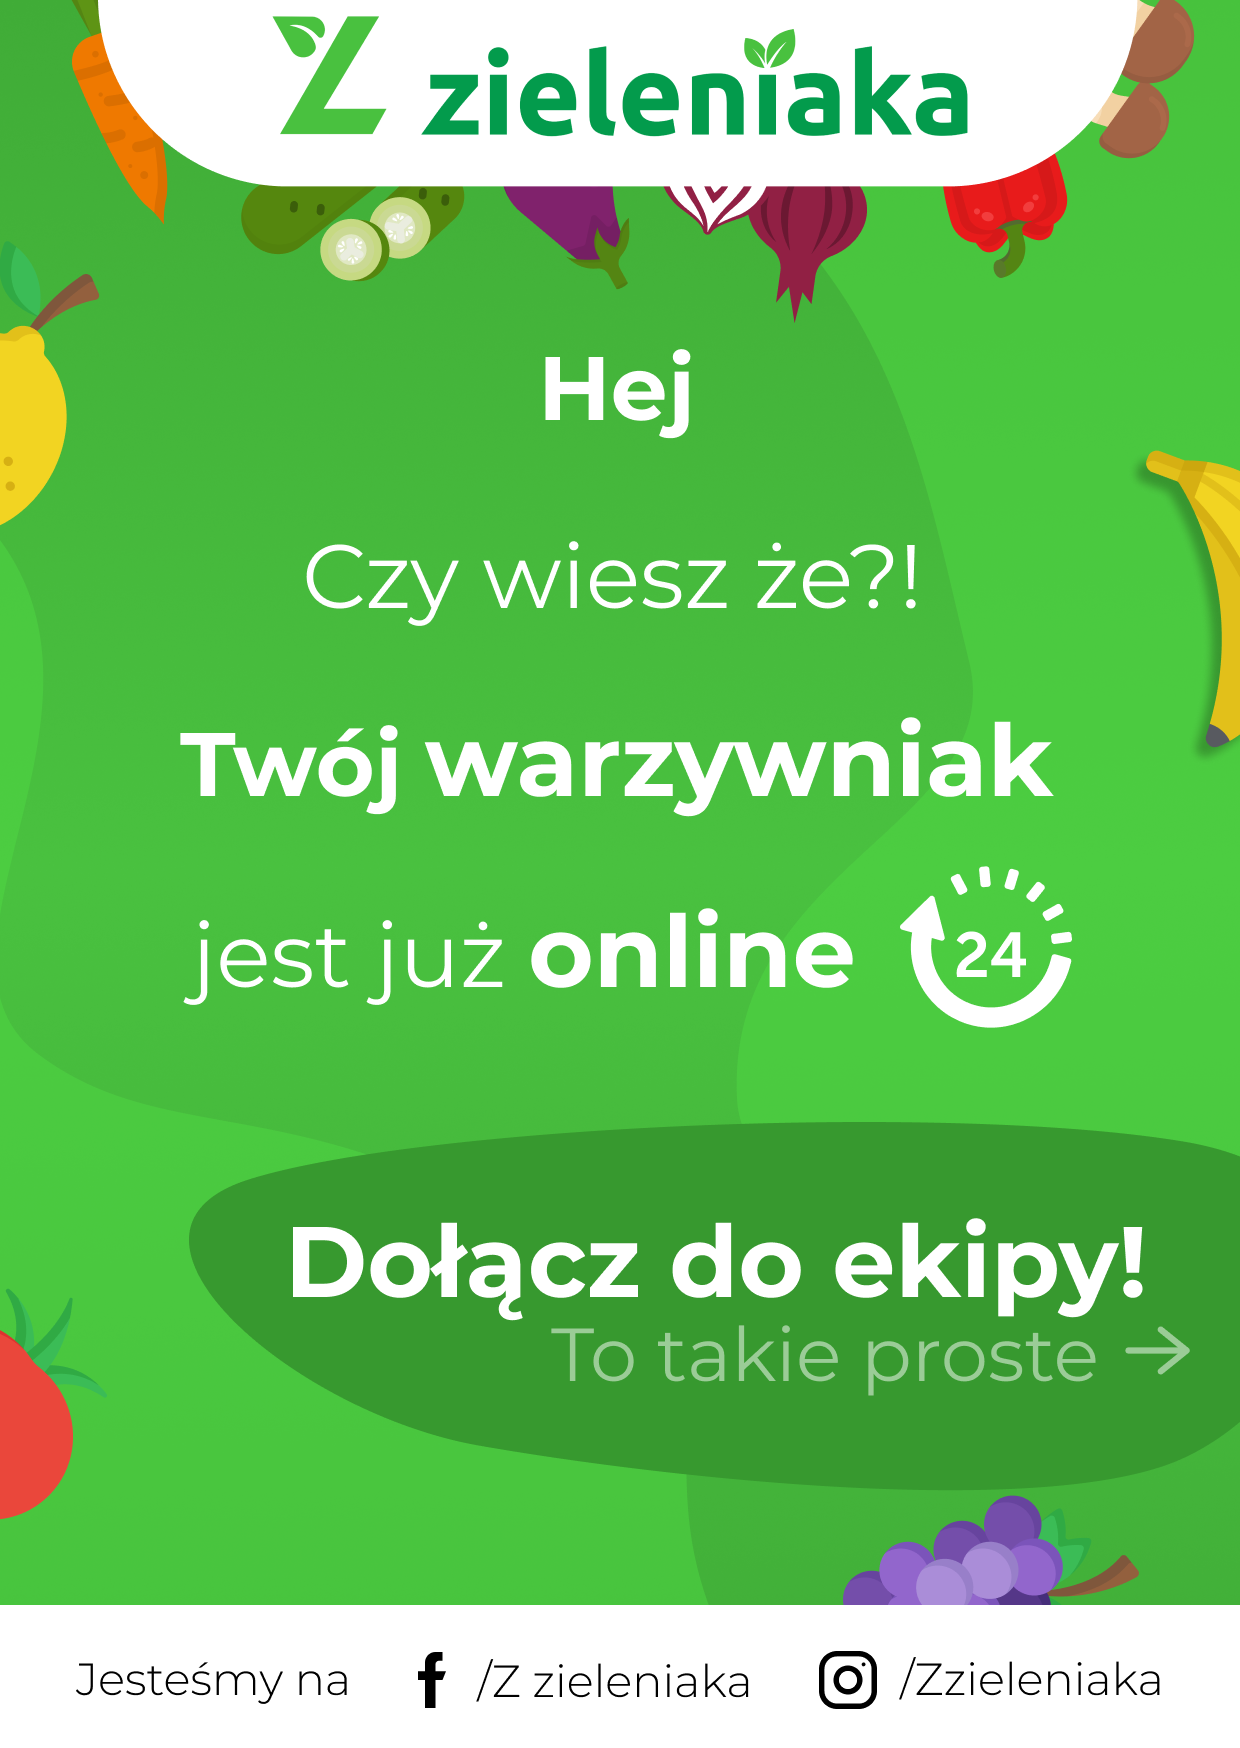 Z zieleniaka
Hej
Czy wiesz że?!
Twój warzywniak
jest już online 24
Dołącz do ekipy!
To takie proste →
Jesteśmy na /Z zieleniaka /Zzieleniaka